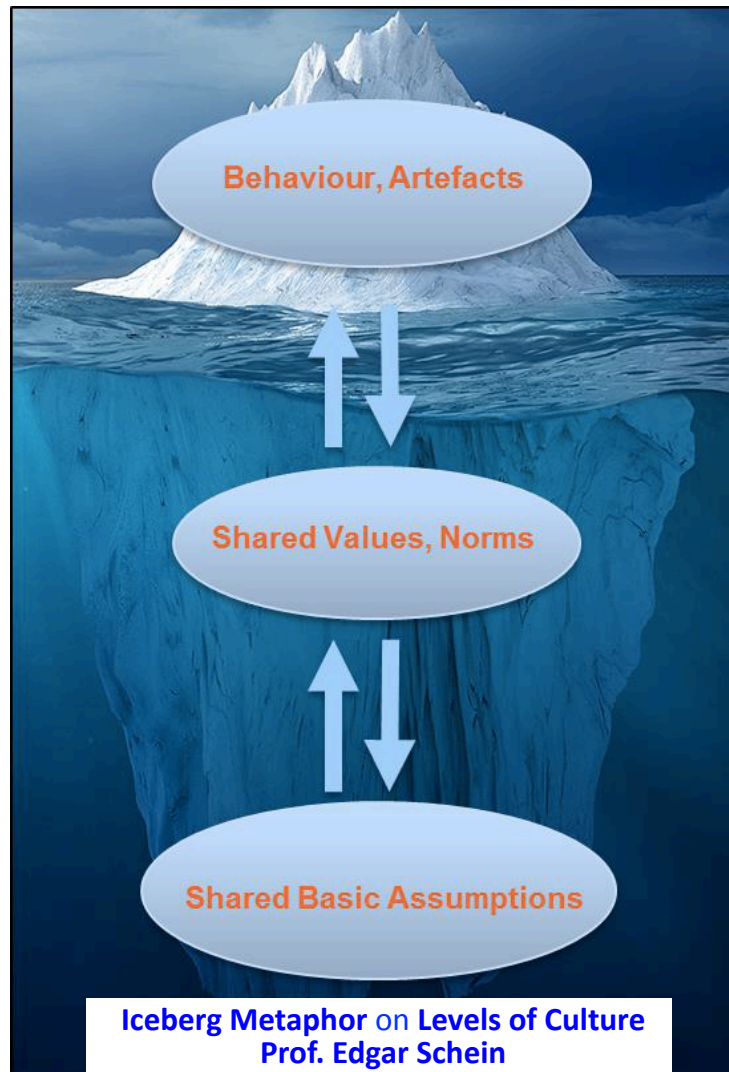 Behaviour, Artefacts
Shared Values, Norms
Shared Basic Assumptions
Iceberg Metaphor on Levels of Culture
Prof. Edgar Schein